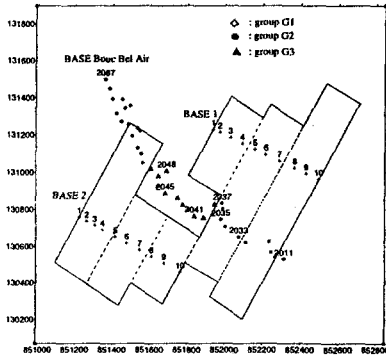 131800
◇ : group G1
● : group G2
▲ : group G3
131600
BASE Bouc Bel Air
2087
131400
BASE 1
131200
1 2 3 4 5 6 7 8 9 10
2048
131000
BASE 2
2045
2037
130800
1 2 3 4 5 6 7 8 9 10
2041
2035
2033
130600
2011
130400
130200
851000 851200 851400 851600 851800 852000 852200 852400 852600 852800